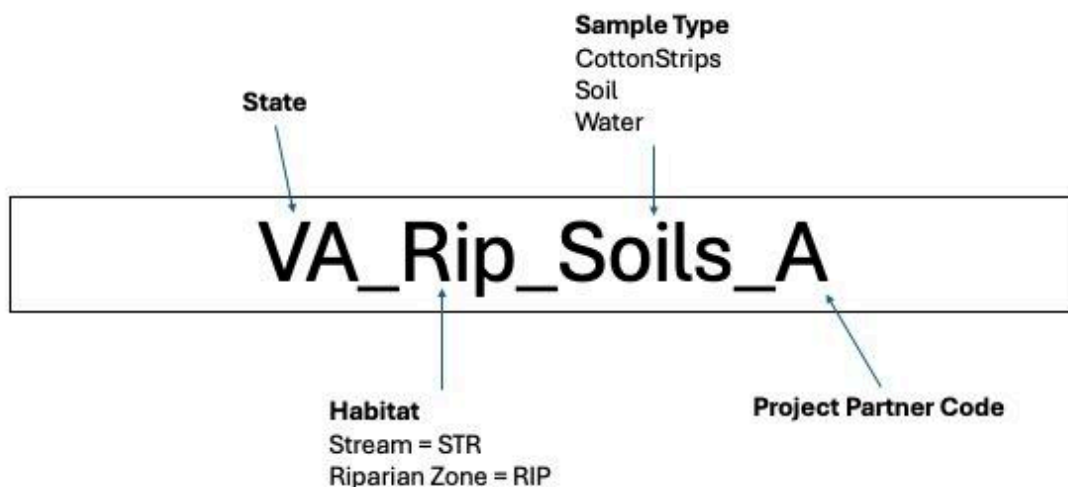 Sample Type
CottonStrips
Soil
Water
State
VA_Rip_Soils_A
Habitat
Stream = STR
Riparian Zone = RIP
Project Partner Code